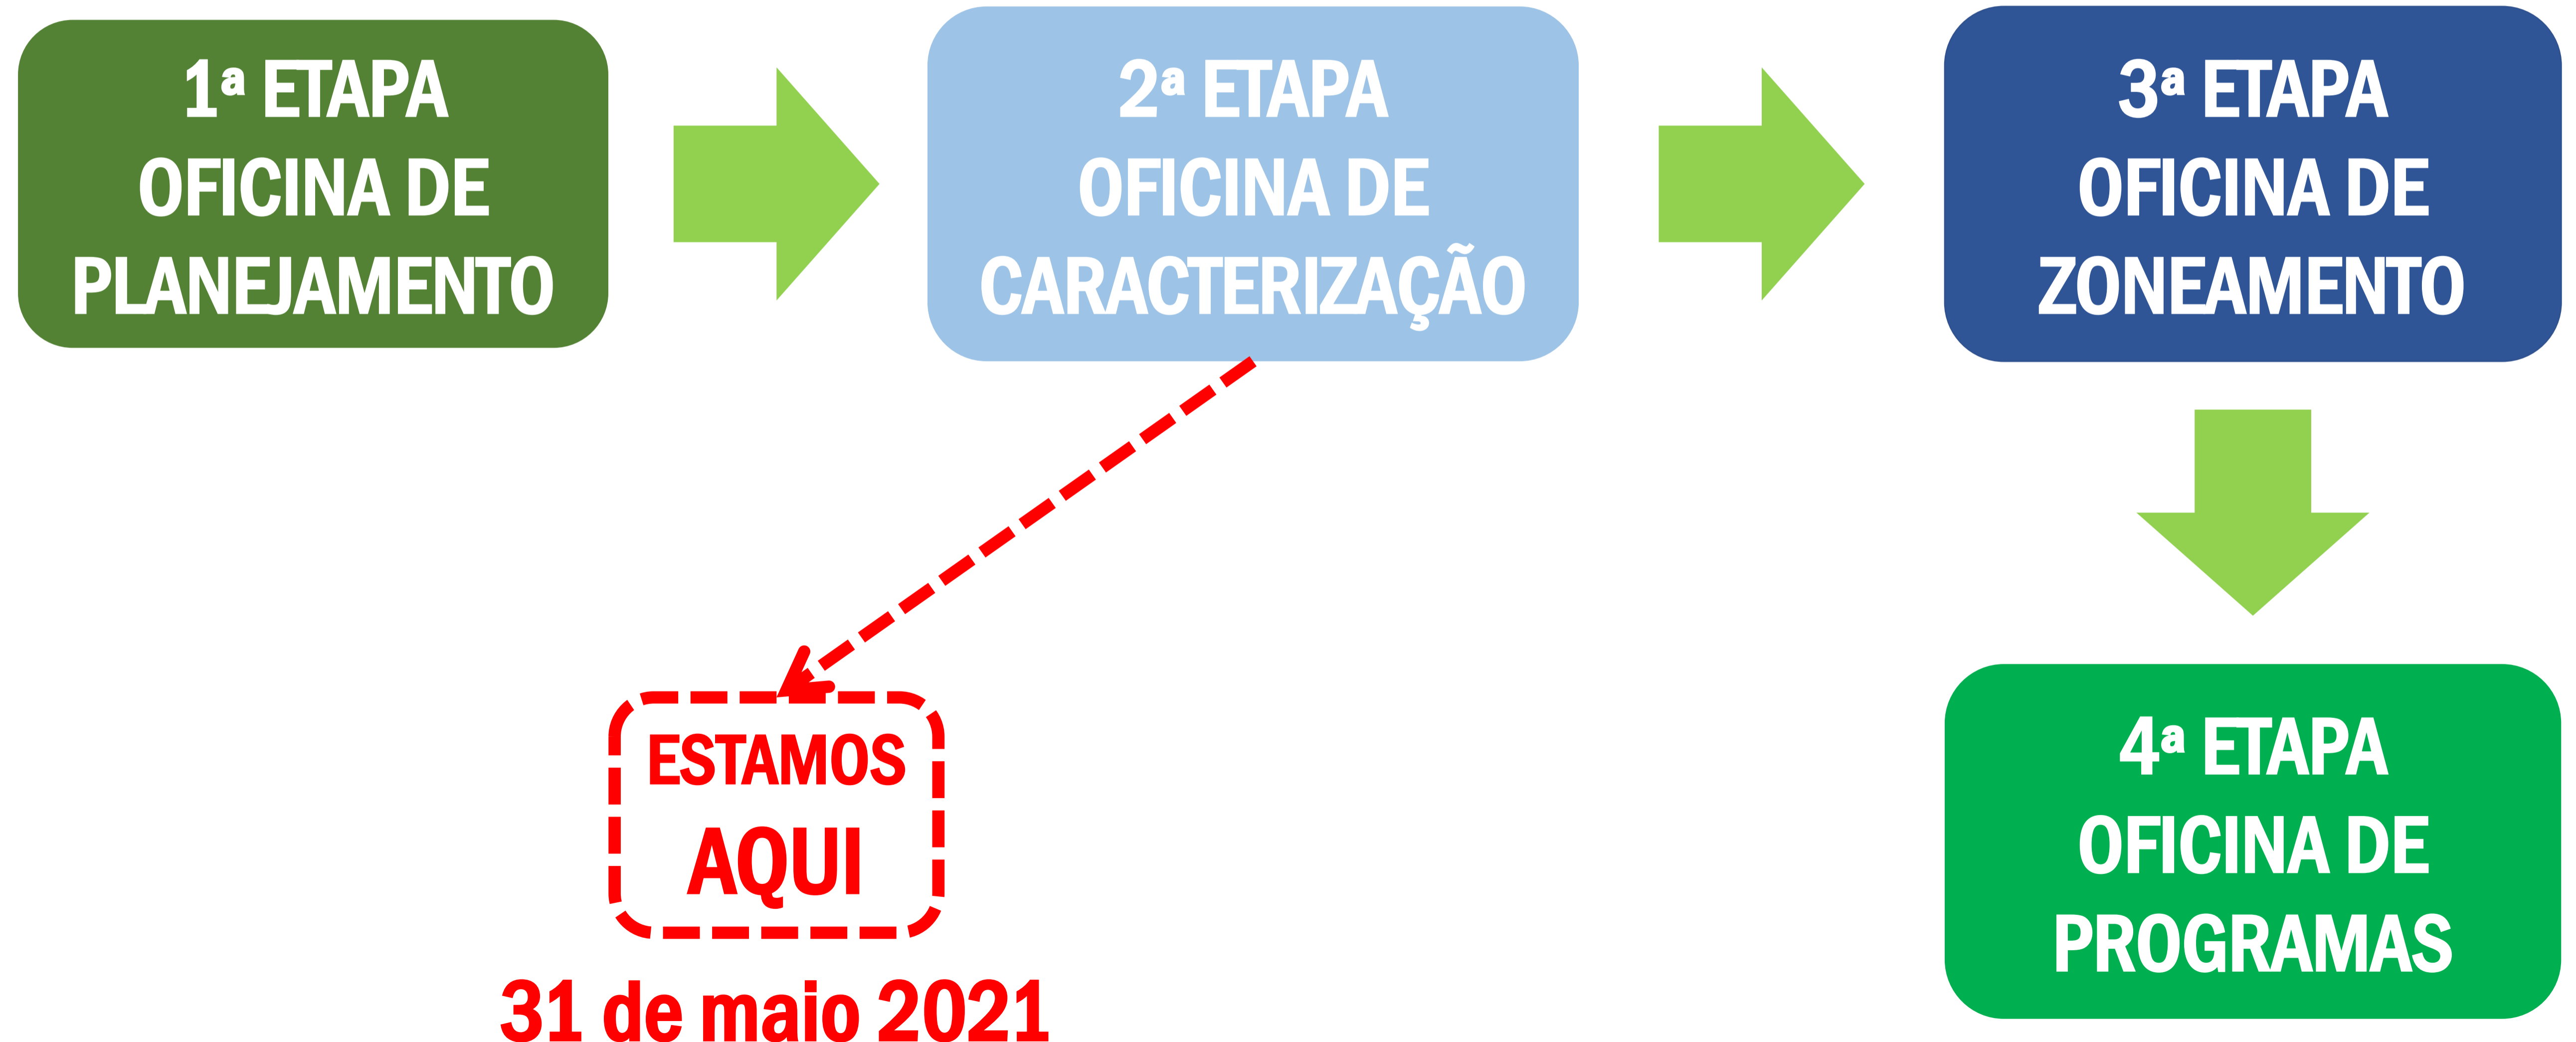 1ª ETAPA
OFICINA DE
PLANEJAMENTO
2ª ETAPA
OFICINA DE
CARACTERIZAÇÃO
3ª ETAPA
OFICINA DE
ZONEAMENTO
ESTAMOS
AQUI
31 de maio 2021
4ª ETAPA
OFICINA DE
PROGRAMAS